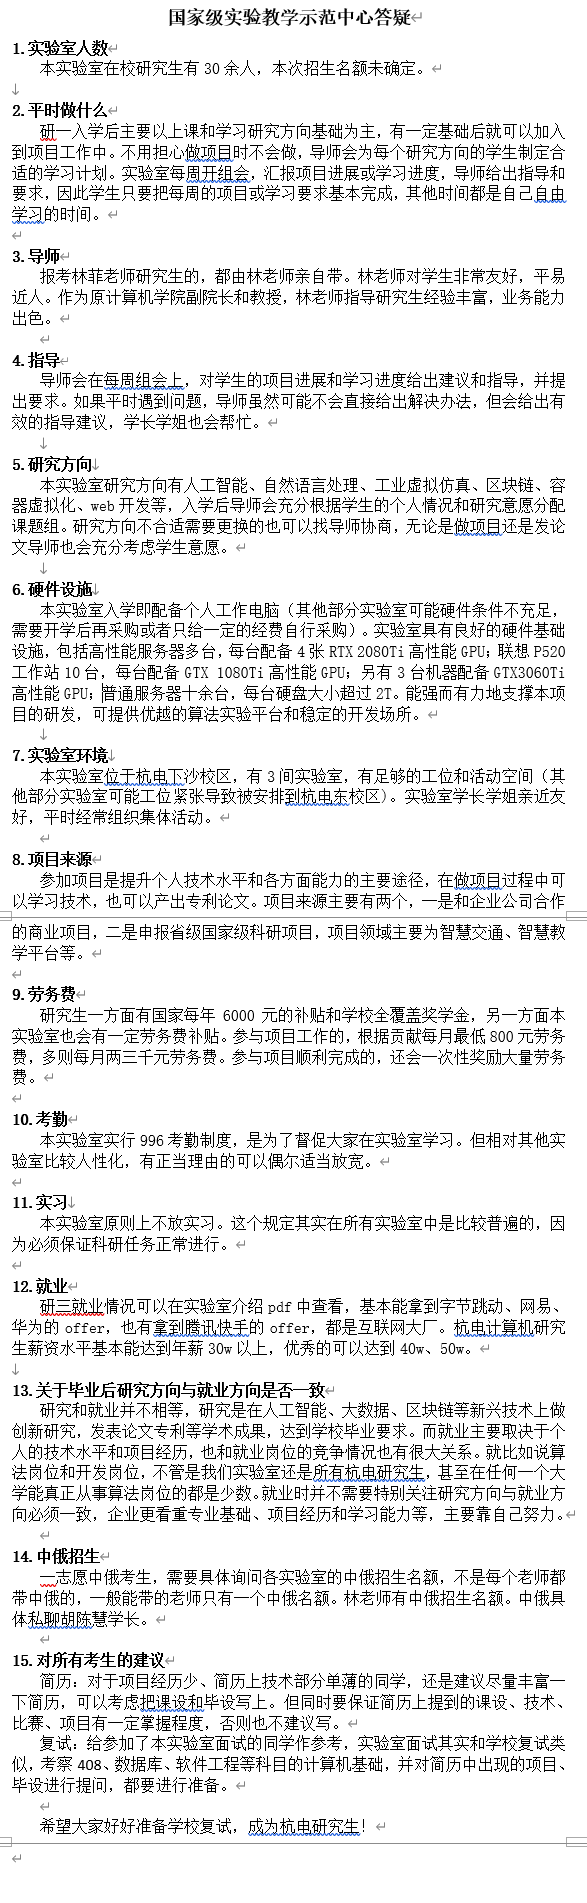 国家级实验教学示范中心答疑
1.实验室人数
本实验室在校研究生有30余人，本次招生名额未确定。
2.平时做什么
研一入学后主要以上课和学习研究方向基础为主，有一定基础后就可以加入
到项目工作中。不用担心做项目时不会做，导师会为每个研究方向的学生制定合
适的学习计划。实验室每周开组会，汇报项目进展或学习进度，导师给出指导和
要求，因此学生只要把每周的项目或学习要求基本完成，其他时间都是自己自由
学习的时间。
3.导师
报考林菲老师研究生的，都由林老师亲自带。林老师对学生非常友好，平易
近人。作为原计算机学院副院长和教授，林老师指导研究生经验丰富，业务能力
出色。
4.指导
导师会在每周组会上，对学生的项目进展和学习进度给出建议和指导，并提
出要求。如果平时遇到问题，导师虽然可能不会直接给出解决办法，但会给出有
效的指导建议，学长学姐也会帮忙。
5.研究方向
本实验室研究方向有人工智能、自然语言处理、工业虚拟仿真、区块链、容
器虚拟化、web开发等，入学后导师会充分根据学生的个人情况和研究意愿分配
课题组。研究方向不合适需要更换的也可以找导师协商，无论是做项目还是发论
文导师也会充分考虑学生意愿。
6.硬件设施
本实验室入学即配备个人工作电脑（其他部分实验室可能硬件条件不充足，
需要开学后再采购或者只给一定的经费自行采购）。实验室具有良好的硬件基础
设施，包括高性能服务器多台，每台配备4张RTX 2080Ti高性能GPU；联想P520
工作站10台，每台配备GTX 1080Ti高性能GPU；另有3台机器配备GTX3060Ti
高性能GPU；普通服务器十余台，每台硬盘大小超过2T。能强而有力地支撑本项
目的研发，可提供优越的算法实验平台和稳定的开发场所。
7.实验室环境
本实验室位于杭电下沙校区，有3间实验室，有足够的工位和活动空间（其
他部分实验室可能工位紧张导致被安排到杭电东校区)。实验室学长学姐亲近友
好，平时经常组织集体活动。
8.项目来源
参加项目是提升个人技术水平和各方面能力的主要途径，在做项目过程中可
以学习技术，也可以产出专利论文。项目来源主要有两个，一是和企业公司合作
的商业项目，二是申报省级国家级科研项目，项目领域主要为智慧交通、智慧教
学平台等。
9.劳务费
研究生一方面有国家每年 6000 元的补贴和学校全覆盖奖学金，另一方面本
实验室也会有一定劳务费补贴。参与项目工作的，根据贡献每月最低800元劳务
费，多则每月两三千元劳务费。参与项目顺利完成的，还会一次性奖励大量劳务
费。
10.考勤
本实验室实行996考勤制度，是为了督促大家在实验室学习。但相对其他实
验室比较人性化，有正当理由的可以偶尔适当放宽。
11.实习
本实验室原则上不放实习。这个规定其实在所有实验室中是比较普遍的，因
为必须保证科研任务正常进行。
12.就业
研三就业情况可以在实验室介绍pdf中查看，基本能拿到字节跳动、网易、
华为的offer，也有拿到腾讯快手的offer，都是互联网大厂。杭电计算机研究
生薪资水平基本能达到年薪30w以上，优秀的可以达到40w、50w。
13.关于毕业后研究方向与就业方向是否一致
研究和就业并不相等，研究是在人工智能、大数据、区块链等新兴技术上做
创新研究，发表论文专利等学术成果，达到学校毕业要求。而就业主要取决于个
人的技术水平和项目经历，也和就业岗位的竞争情况也有很大关系。就比如说算
法岗位和开发岗位，不管是我们实验室还是所有杭电研究生，甚至在任何一个大
学能真正从事算法岗位的都是少数。就业时并不需要特别关注研究方向与就业方
向必须一致，企业更看重专业基础、项目经历和学习能力等，主要靠自己努力。
14.中俄招生
一志愿中俄考生，需要具体询问各实验室的中俄招生名额，不是每个老师都
带中俄的，一般能带的老师只有一个中俄名额。林老师有中俄招生名额。中俄具
体私聊胡陈慧学长。
15.对所有考生的建议
简历：对于项目经历少、简历上技术部分单薄的同学，还是建议尽量丰富一
下简历，可以考虑把课设和毕设写上。但同时要保证简历上提到的课设、技术、
比赛、项目有一定掌握程度，否则也不建议写。
复试：给参加了本实验室面试的同学作参考，实验室面试其实和学校复试类
似，考察408、数据库、软件工程等科目的计算机基础，并对简历中出现的项目、
毕设进行提问，都要进行准备。
希望大家好好准备学校复试，成为杭电研究生！